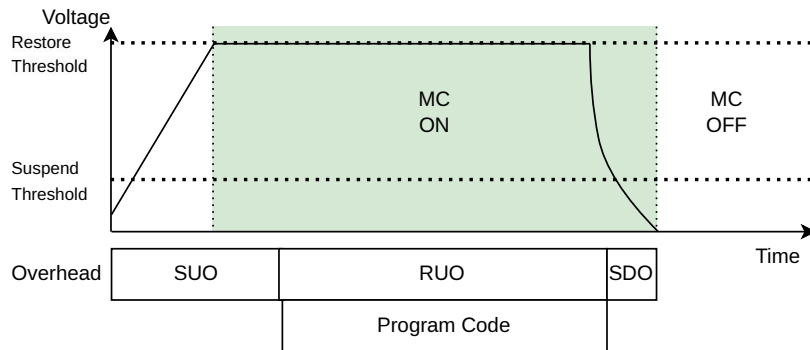 Voltage
Restore
Threshold
MC
ON
MC
OFF
Suspend
Threshold
Time
Overhead
SUO
RUO
SDO
Program Code